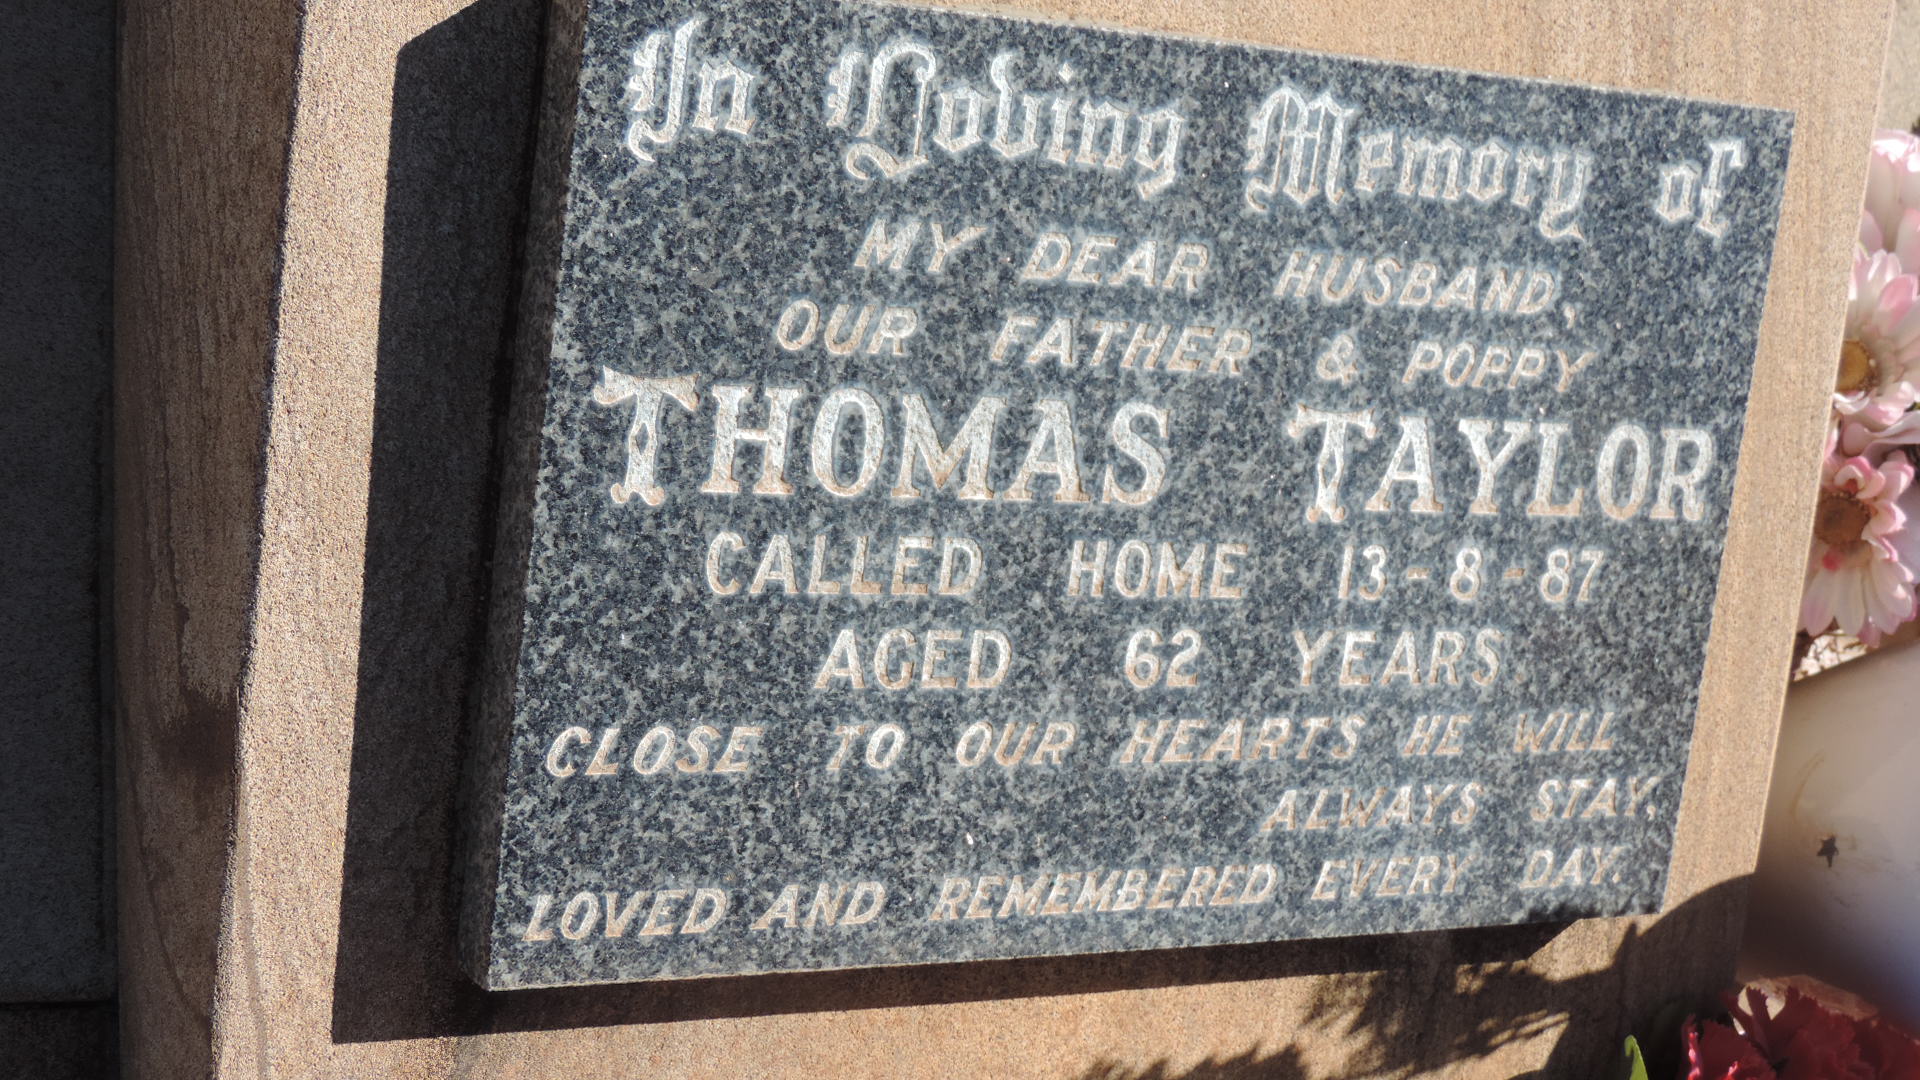 In Loving Memory of
MY DEAR HUSBAND,
OUR FATHER & POPPY
THOMAS TAYLOR
CALLED HOME 13-8-87
AGED 62 YEARS.
CLOSE TO OUR HEARTS HE WILL
ALWAYS STAY,
LOVED AND REMEMBERED EVERY DAY.